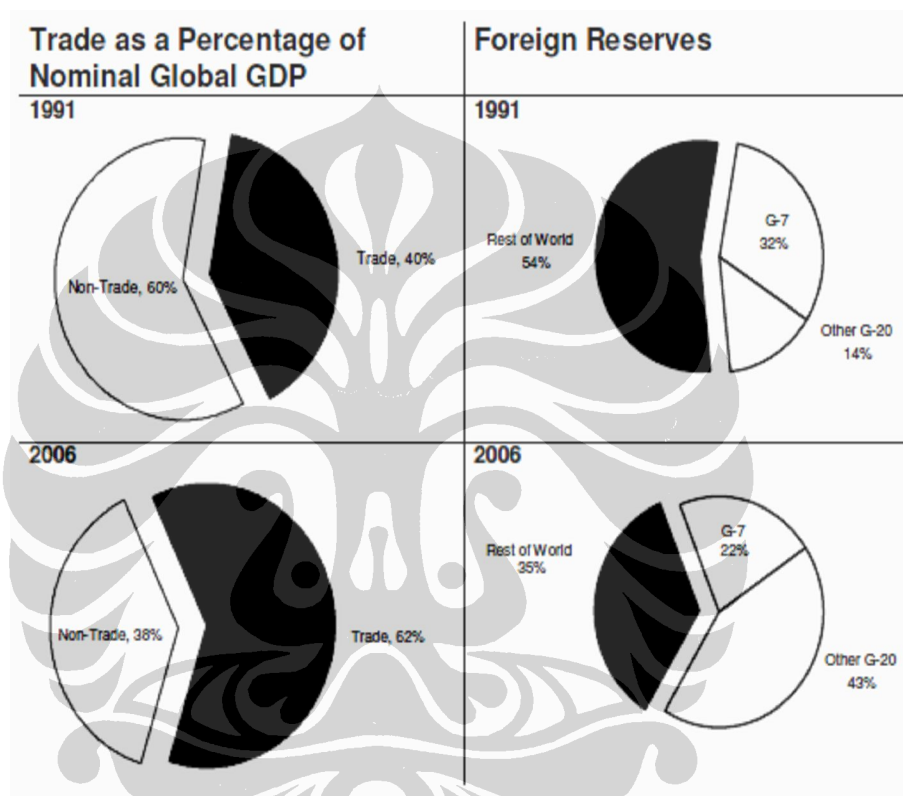 Trade as a Percentage of
Nominal Global GDP
1991
Non-Trade, 60%
Trade, 40%
2006
Non-Trade, 38%
Trade, 62%
Foreign Reserves
1991
Rest of World
54%
G-7
32%
Other G-20
14%
2006
Rest of World
35%
G-7
22%
Other G-20
43%